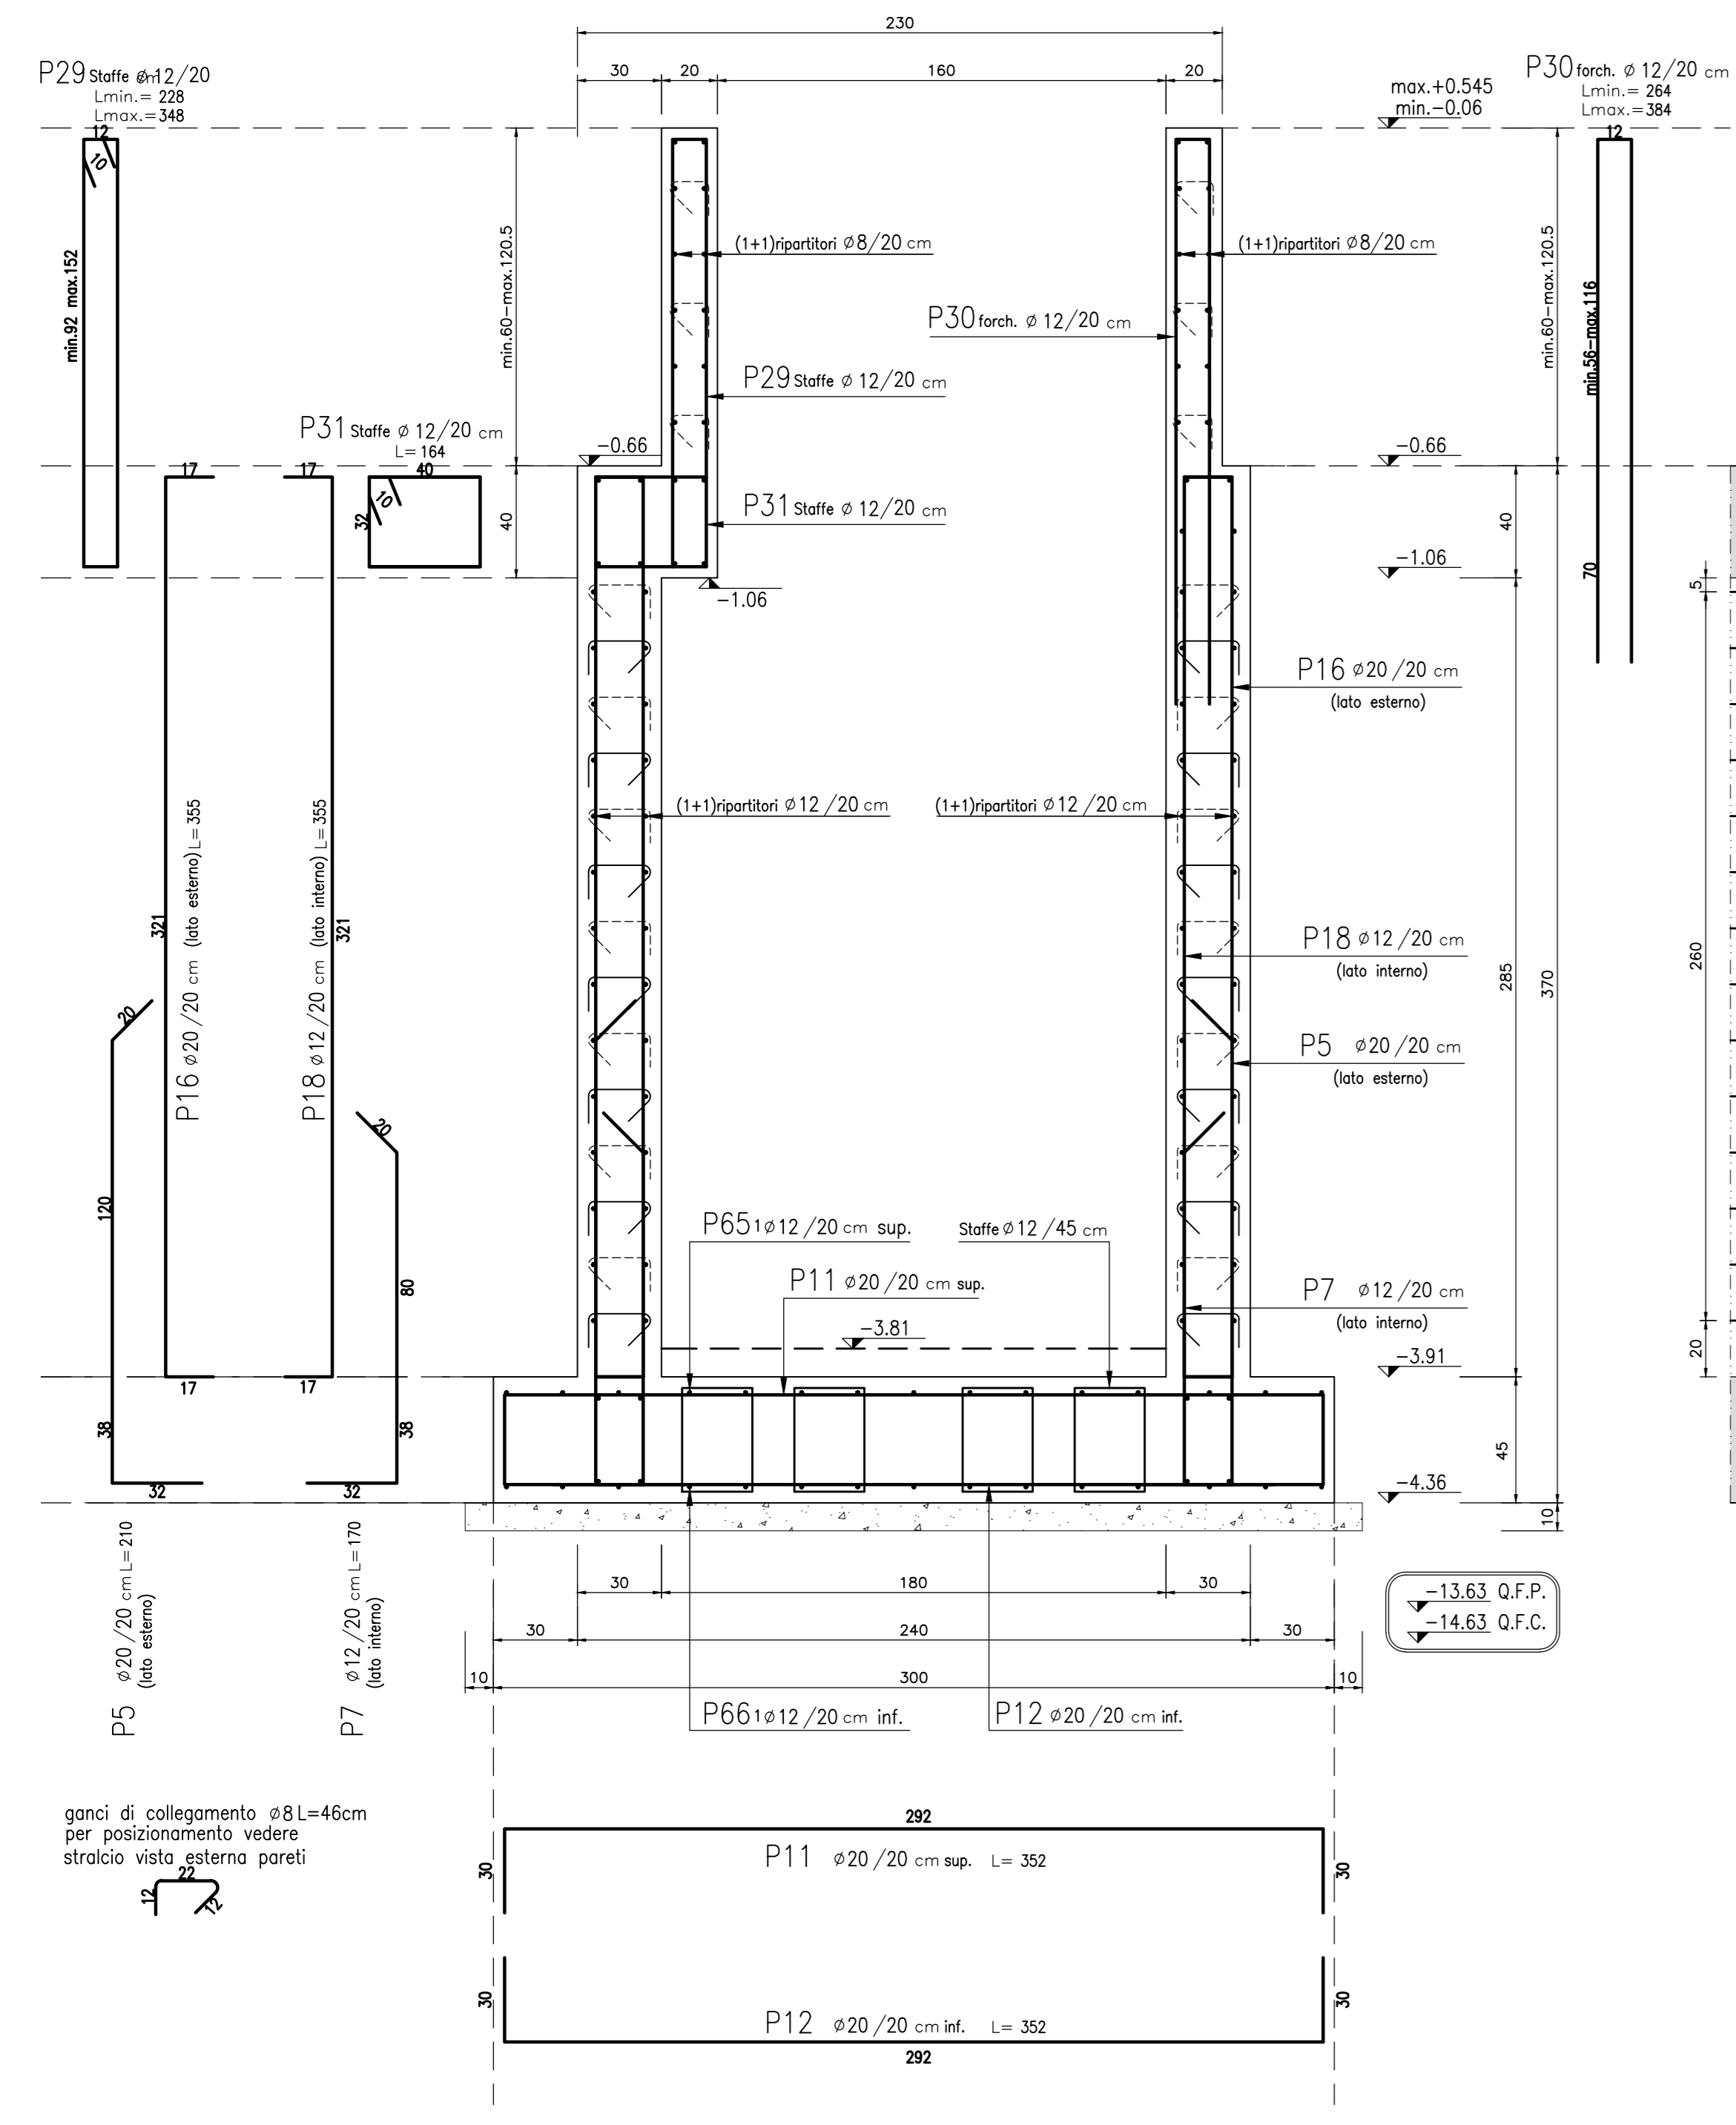 230
30
20
160
20
P29 Staffe ø 12/20
Lmin.= 228
Lmax.=348
12
10
min.92 max.152
max.+0.545
min.-0.06
P30 forch. ø 12/20 cm
Lmin.= 264
Lmax.=384
12
min.56-max.116
70
min.60-max.120.5
min.60-max.120.5
(1+1)ripartitori ø8/20 cm
(1+1)ripartitori ø8/20 cm
P30 forch. ø 12/20 cm
P29 Staffe ø 12/20 cm
P31 Staffe ø 12/20 cm
L= 164
40
10
32
17
17
-0.66
-0.66
40
P31 Staffe ø 12/20 cm
40
-1.06
-1.06
5
P16 ø20/20 cm
(lato esterno)
(1+1)ripartitori ø12/20 cm
(1+1)ripartitori ø12/20 cm
P16 ø20/20 cm (lato esterno) L=355
321
P18 ø12/20 cm (lato interno) L=355
321
P18 ø12/20 cm
(lato interno)
285
370
260
20
120
20
80
P5 ø20/20 cm
(lato esterno)
P65 1ø12/20 cm sup.
Staffe ø12/45 cm
P11 ø20/20 cm sup.
P7 ø12/20 cm
(lato interno)
-3.81
-3.91
20
17
17
38
38
32
32
45
-4.36
10
P5 ø20/20 cm L=210
(lato esterno)
P7 ø12/20 cm L=170
(lato interno)
30
180
30
30
240
30
10
300
10
-13.63 Q.F.P.
-14.63 Q.F.C.
P66 1ø12/20 cm inf.
P12 ø20/20 cm inf.
ganci di collegamento ø8 L=46cm
per posizionamento vedere
stralcio vista esterna pareti
22
12
12
292
30
P11 ø20/20 cm sup. L= 352
30
30
P12 ø20/20 cm inf. L= 352
30
292